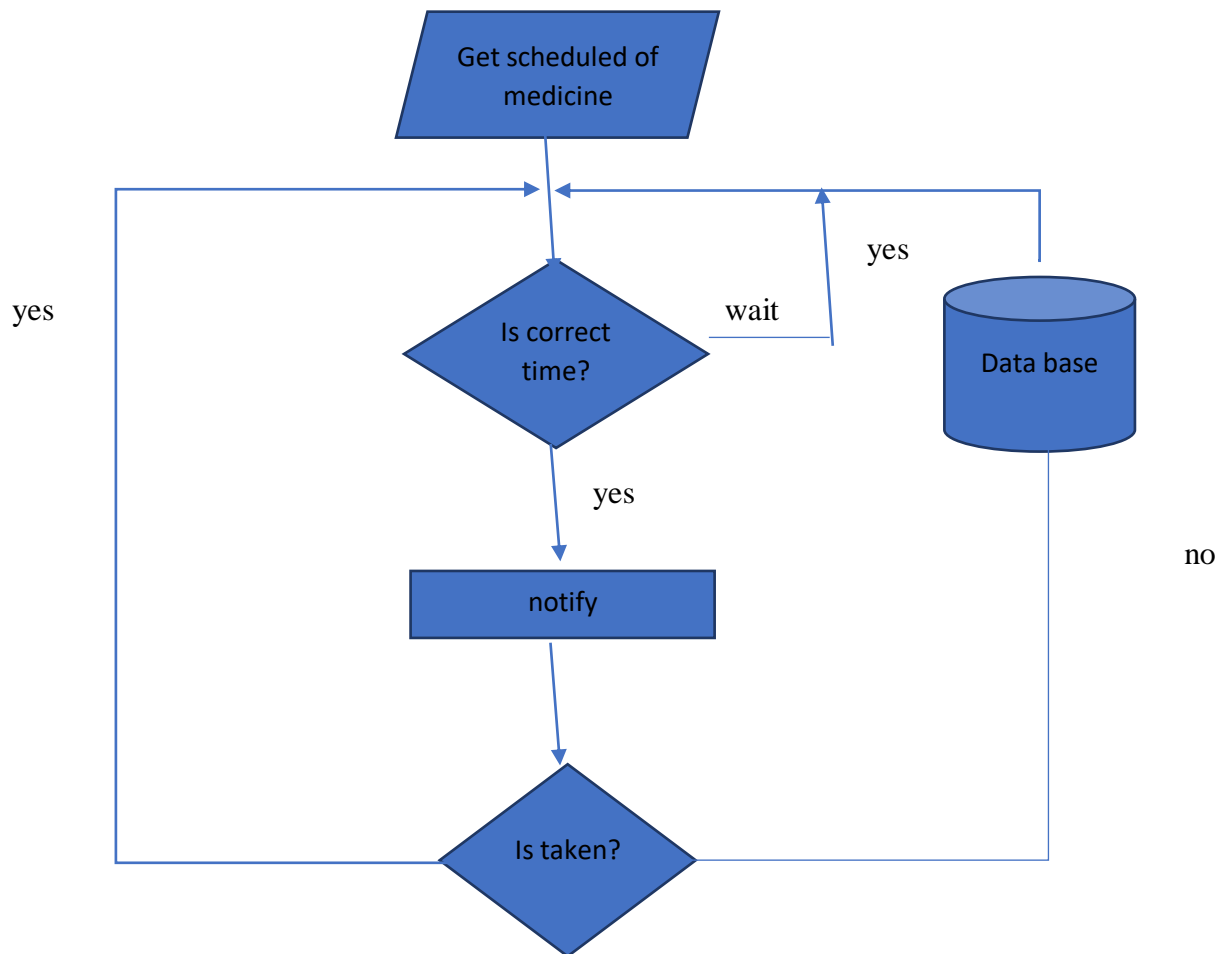 Get scheduled of
medicine
yes
yes
wait
Is correct
time?
Data base
yes
no
notify
Is taken?